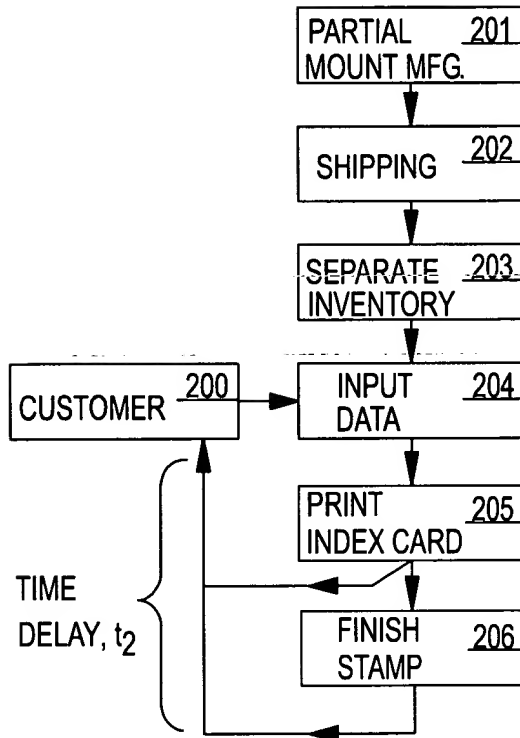 PARTIAL 201
MOUNT MFG.
SHIPPING 202
SEPARATE 203
INVENTORY
CUSTOMER 200
INPUT 204
DATA
PRINT 205
INDEX CARD
TIME
DELAY, t2
FINISH 206
STAMP